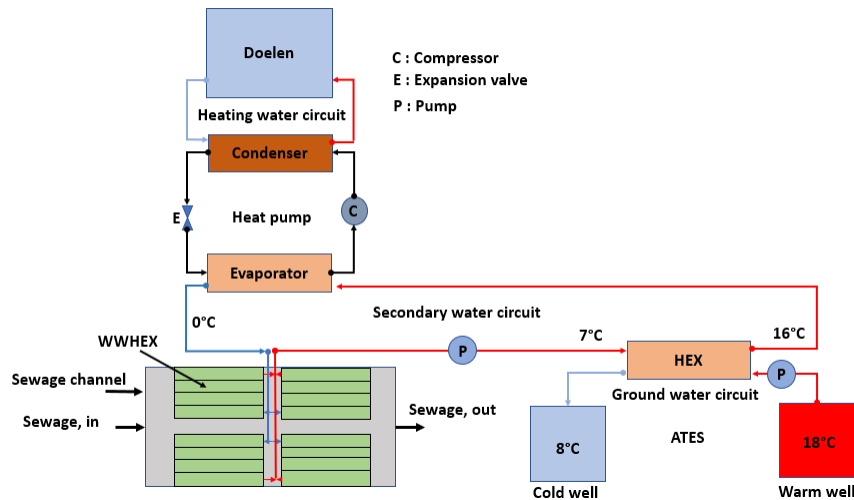 Doelen
C : Compressor
E : Expansion valve
P : Pump
Heating water circuit
Condenser
E
Heat pump
C
Evaporator
Secondary water circuit
0°C
WWHEX
P
7°C
16°C
HEX
P
Sewage channel
Ground water circuit
Sewage, in
Sewage, out
8°C
ATES
18°C
Cold well
Warm well